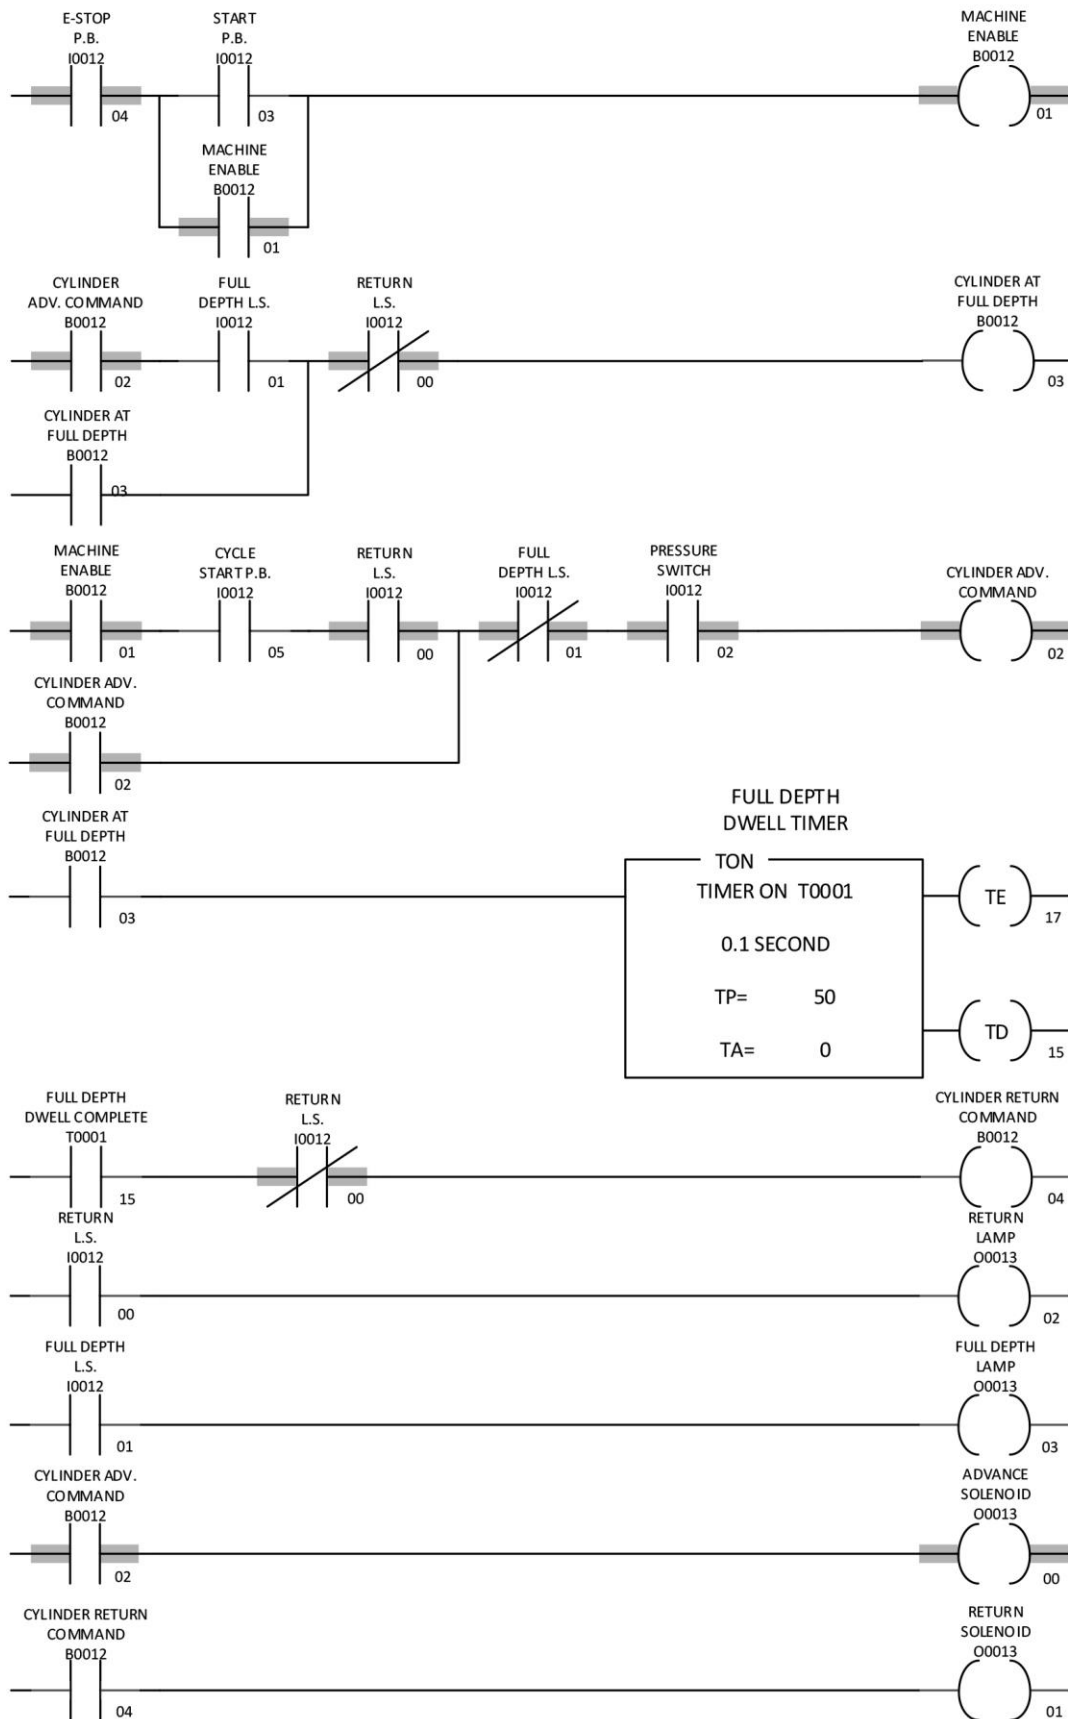 E-STOP
P.B.
I0012
04
START
P.B.
I0012
03
MACHINE
ENABLE
B0012
01
MACHINE
ENABLE
B0012
01
CYLINDER
ADV. COMMAND
B0012
02
FULL
DEPTH L.S.
I0012
01
RETURN
L.S.
I0012
00
CYLINDER AT
FULL DEPTH
B0012
03
CYLINDER AT
FULL DEPTH
B0012
03
MACHINE
ENABLE
B0012
01
CYCLE
START P.B.
I0012
05
RETURN
L.S.
I0012
00
FULL
DEPTH L.S.
I0012
01
PRESSURE
SWITCH
I0012
02
CYLINDER ADV.
COMMAND
02
CYLINDER ADV.
COMMAND
B0012
02
CYLINDER AT
FULL DEPTH
B0012
03
FULL DEPTH
DWELL TIMER
TON
TIMER ON T0001
0.1 SECOND
TP= 50
TA= 0
TE
17
TD
15
FULL DEPTH
DWELL COMPLETE
T0001
15
RETURN
L.S.
I0012
00
CYLINDER RETURN
COMMAND
B0012
04
RETURN
L.S.
I0012
00
RETURN
LAMP
O0013
02
FULL DEPTH
L.S.
I0012
01
FULL DEPTH
LAMP
O0013
03
CYLINDER ADV.
COMMAND
B0012
02
ADVANCE
SOLENOID
O0013
00
CYLINDER RETURN
COMMAND
B0012
04
RETURN
SOLENOID
O0013
01